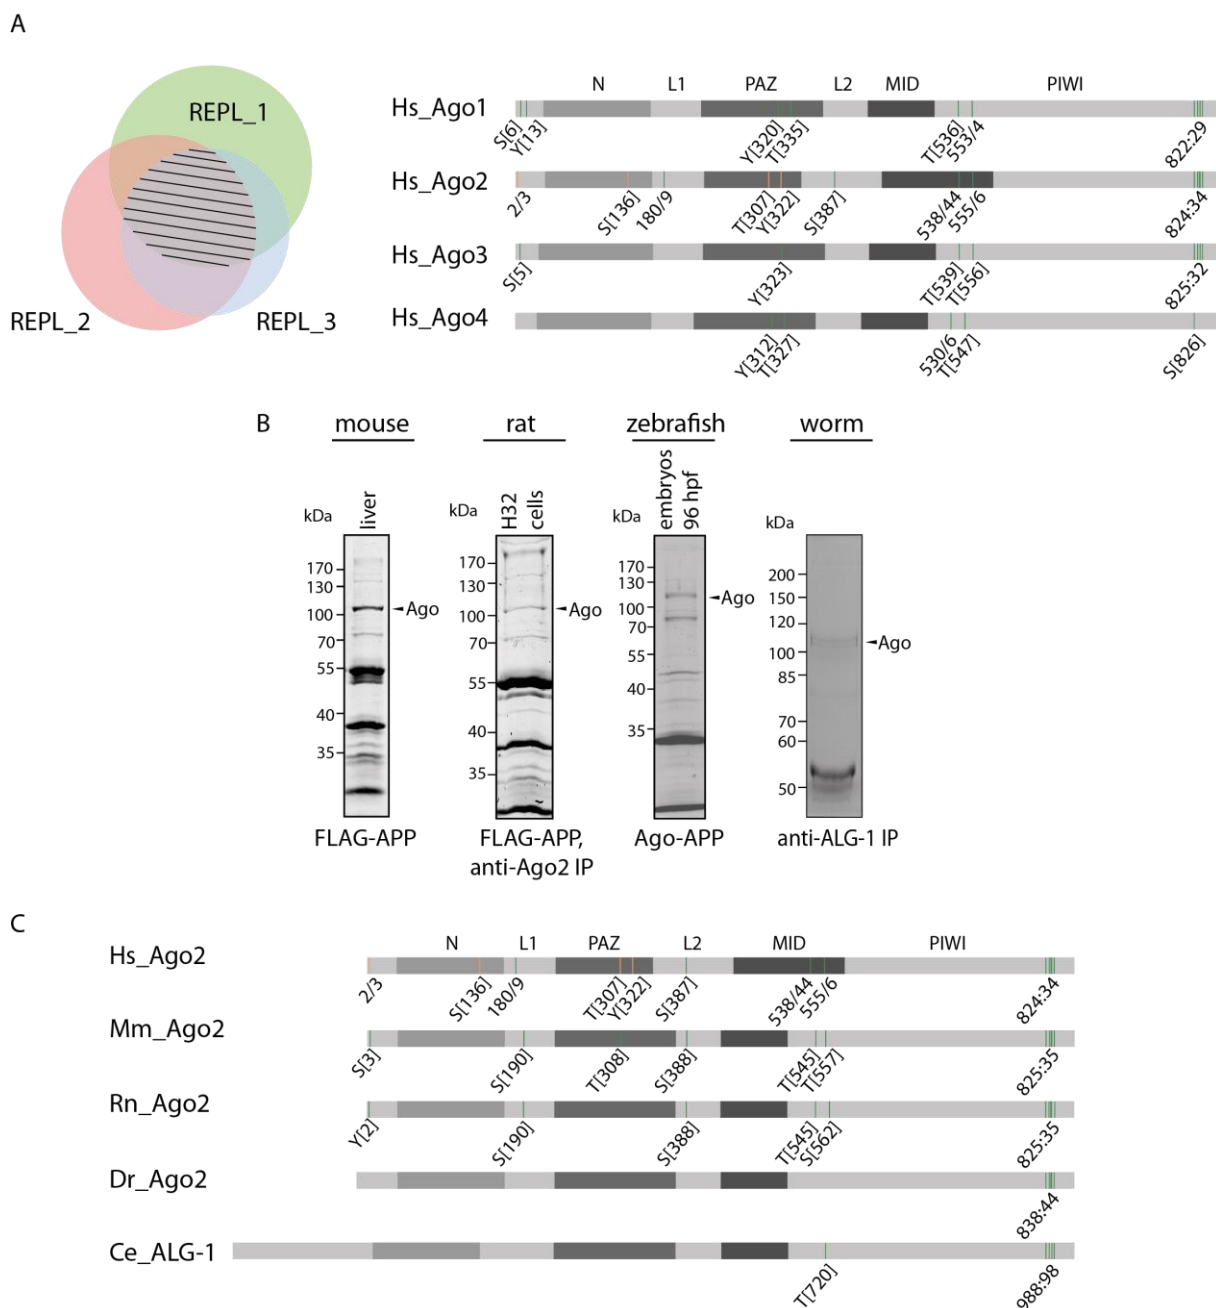 A
REPL_1
REPL_2
REPL_3
N L1 PAZ L2 MID PIWI
Hs_Ago1
S[6] Y[13] Y[320] T[335] T[536] 553/4 822:29
Hs_Ago2
2/3 S[136] 180/9 T[307] Y[322] S[387] 538/44 555/6 824:34
Hs_Ago3
S[5] Y[323] T[539] T[556] 825:32
Hs_Ago4
Y[312] T[327] 530/6 T[547] S[826]
B
mouse rat zebrafish worm
liver
H32 cells
embryos 96 hpf
kDa
170
130
100
70
55
40
35
Ago
FLAG-APP
kDa
170
130
100
70
55
40
35
Ago
FLAG-APP,
anti-Ago2 IP
kDa
170
130
100
70
55
40
35
Ago
Ago-APP
kDa
200
150
120
100
85
70
60
50
Ago
anti-ALG-1 IP
C
N L1 PAZ L2 MID PIWI
Hs_Ago2
2/3 S[136] 180/9 T[307] Y[322] S[387] 538/44 555/6 824:34
Mm_Ago2
S[3] S[190] T[308] S[388] T[545] T[557] 825:35
Rn_Ago2
Y[2] S[190] S[388] T[545] S[562] 825:35
Dr_Ago2
838:44
Ce_ALG-1
T[720] 988:98